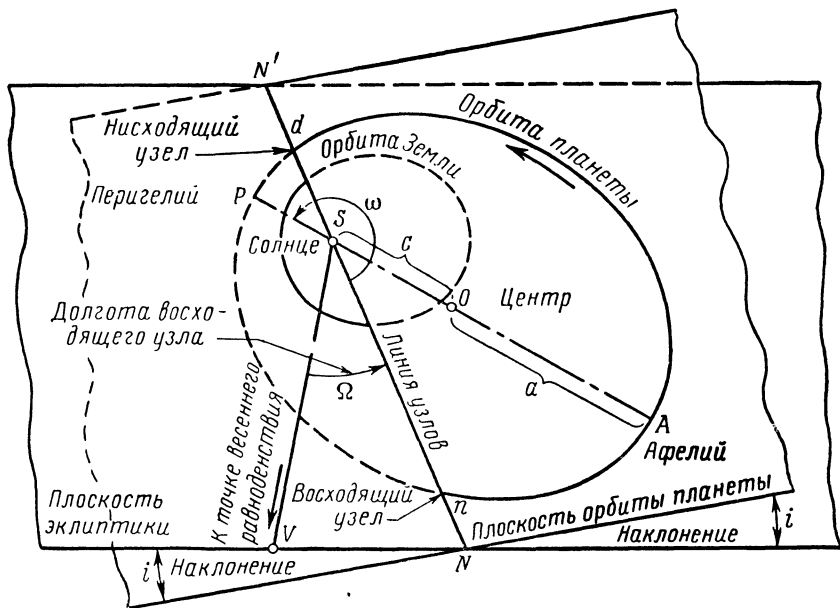 N'
Нисходящий
узел
d
Орбита планеты
Орбита Земли
Перигелий
P
ω
S
Солнце
c
O
Центр
Долгота восхо-
дящего узла
Линия узлов
a
Ω
К точке весеннего
равноденствия
A
Афелий
Восходящий
узел
n
Плоскость
эклиптики
Плоскость орбиты планеты
V
Наклонение
i
Наклонение
i
N